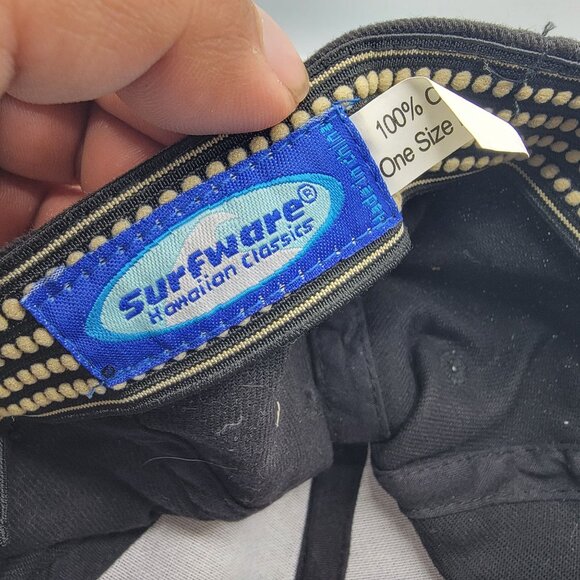 Surfware®
Hawaiian Classics
100% C
One Size